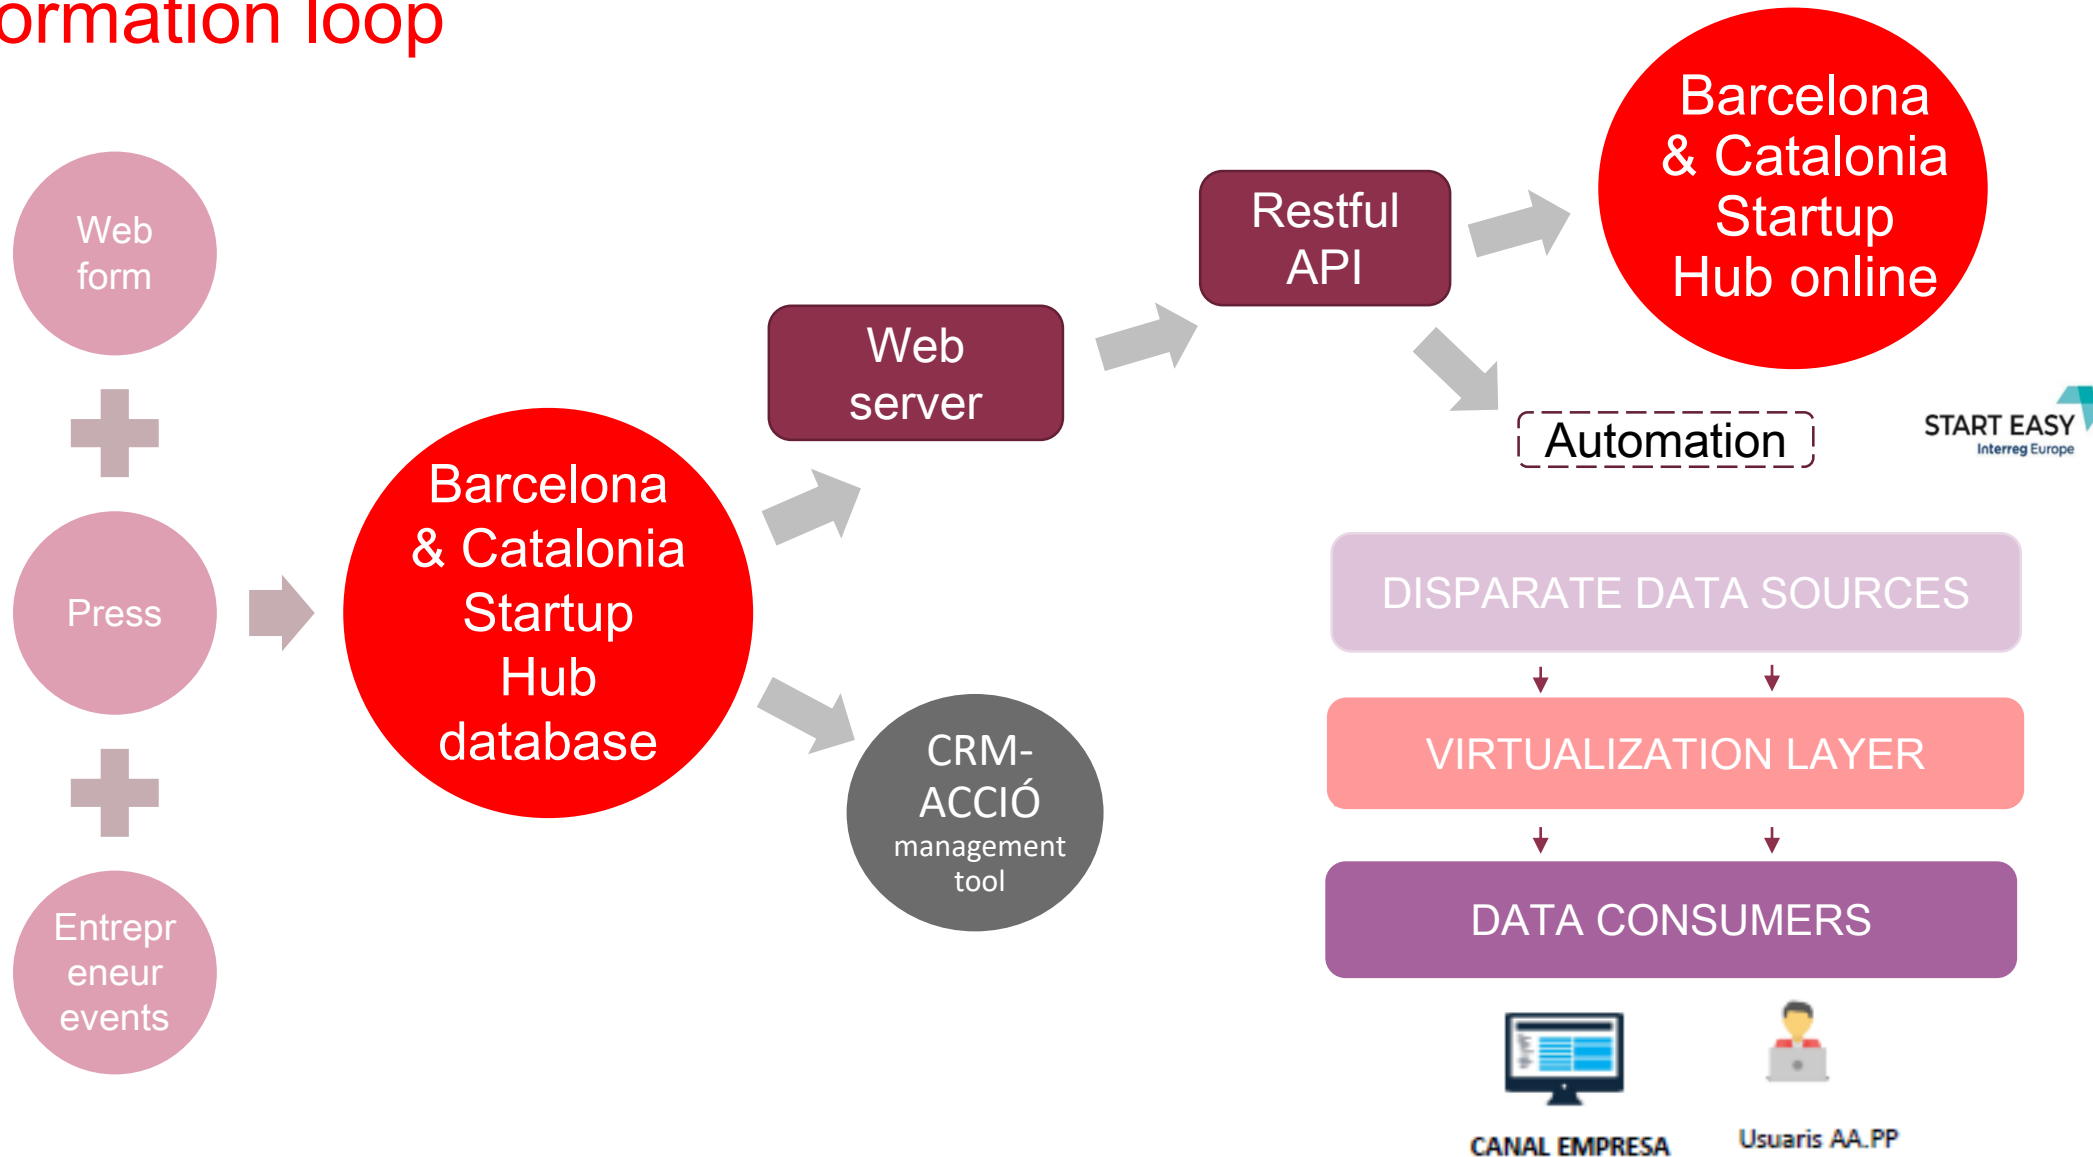 ormation loop
Web
form
Press
Entrepr
eneur
events
Barcelona
& Catalonia
Startup
Hub
database
Web
server
CRM-
ACCIÓ
management
tool
Restful
API
Barcelona
& Catalonia
Startup
Hub online
Automation
START EASY
Interreg Europe
DISPARATE DATA SOURCES
VIRTUALIZATION LAYER
DATA CONSUMERS
CANAL EMPRESA
Usuaris AA.PP